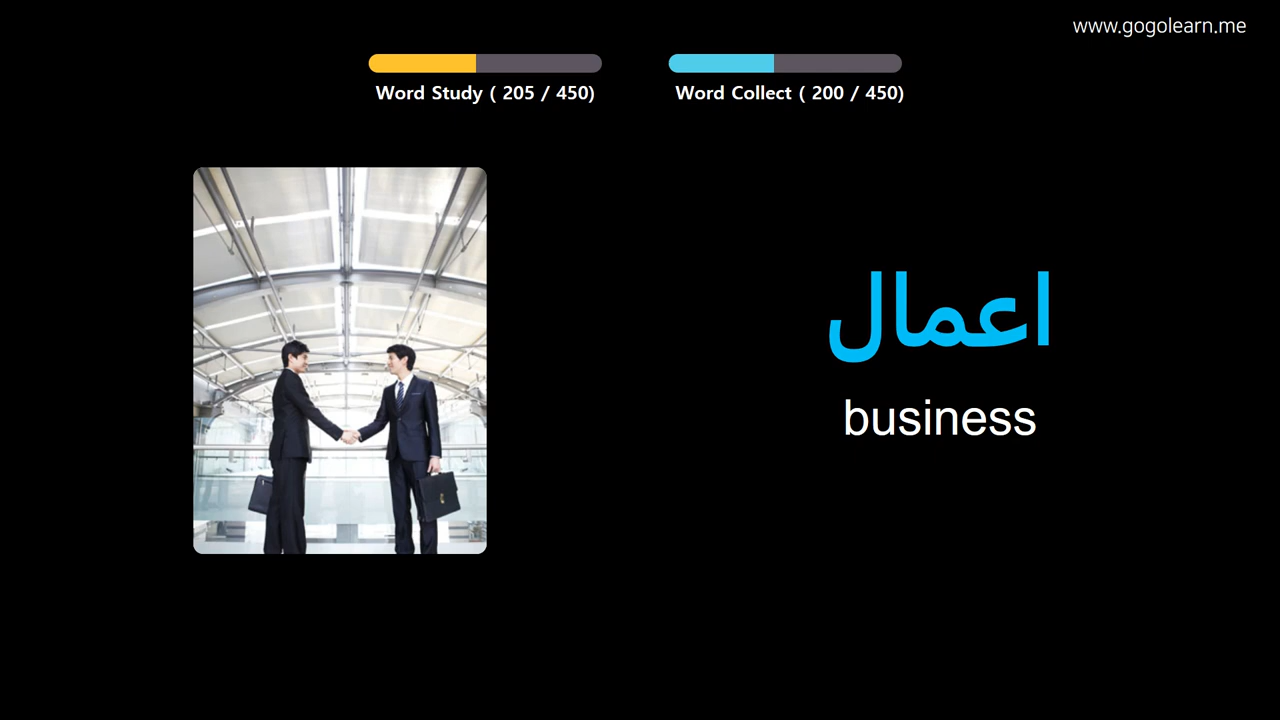 www.gogolearn.me
Word Study ( 205 / 450)
Word Collect ( 200 / 450)
اعمال
business